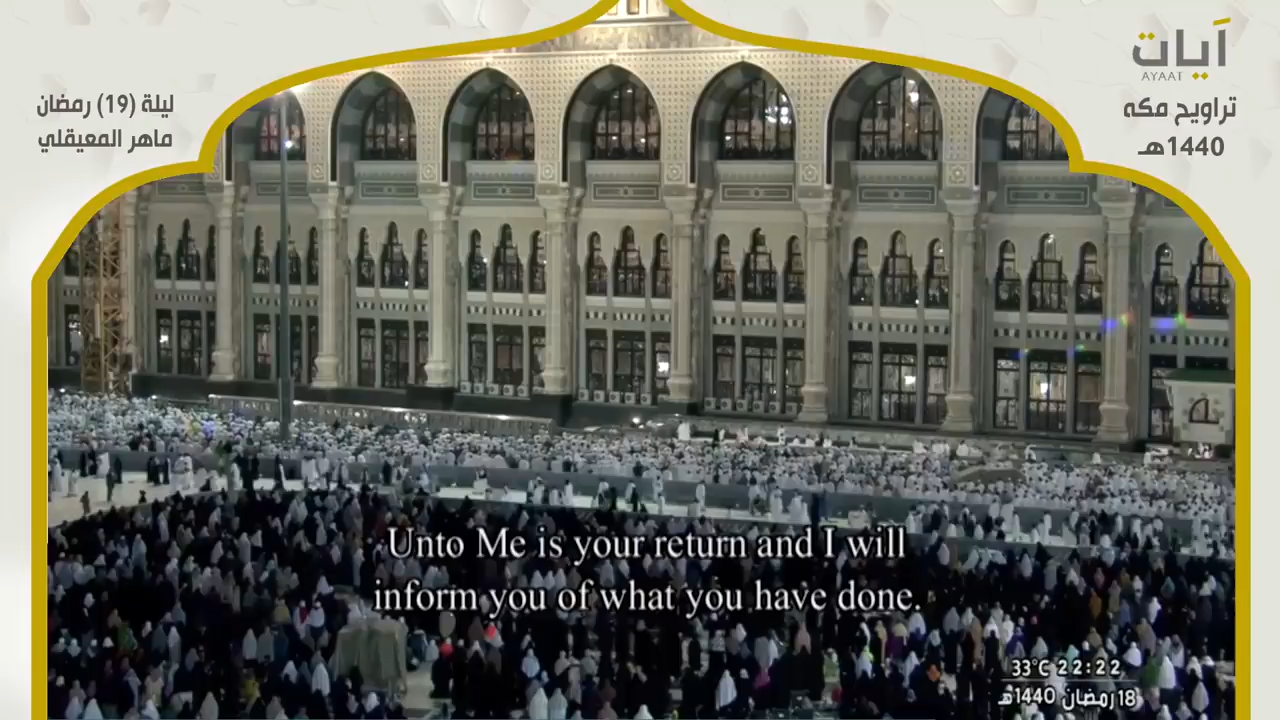 آيات
AYAAT
تراويح مكه
1440هـ
ليلة (19) رمضان
ماهر المعيقلي
Unto Me is your return and I will
inform you of what you have done.
33°C 22:22
18 رمضان 1440هـ